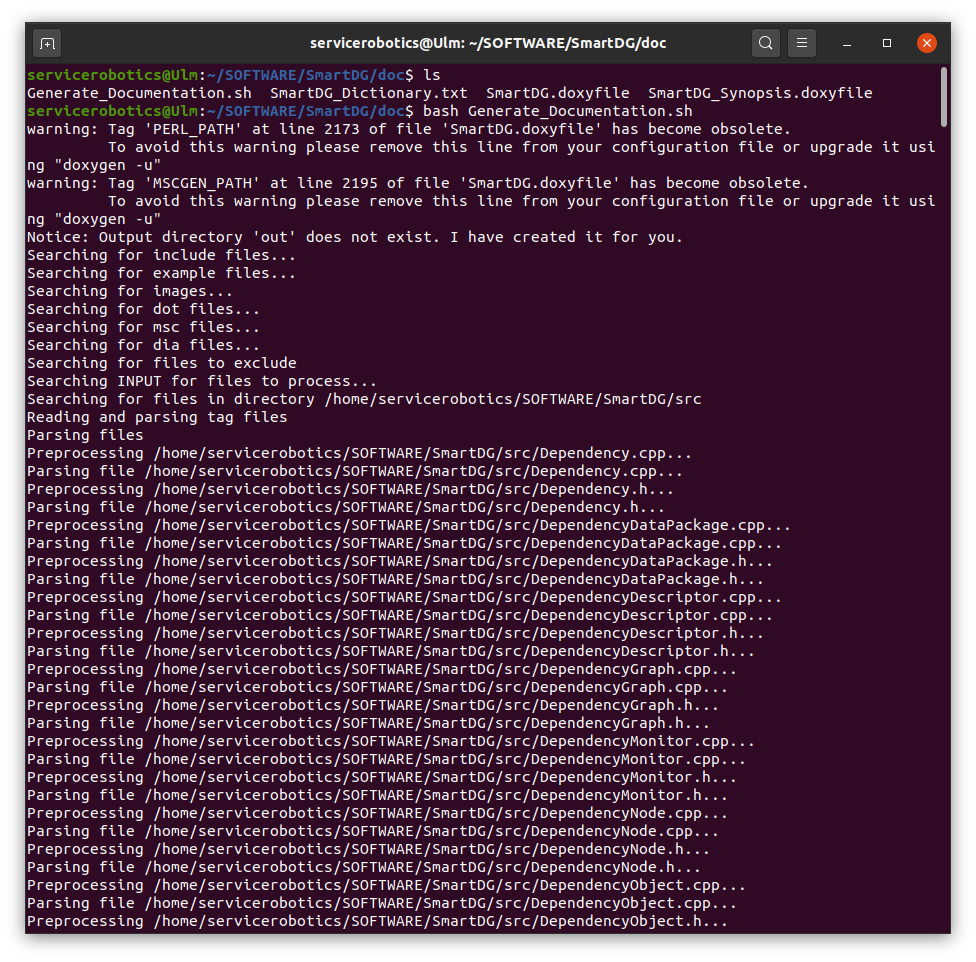 servicerobotics@Ulm: ~/SOFTWARE/SmartDG/doc
servicerobotics@Ulm:~/SOFTWARE/SmartDG/doc$ ls
Generate_Documentation.sh  SmartDG_Dictionary.txt  SmartDG.doxyfile  SmartDG_Synopsis.doxyfile
servicerobotics@Ulm:~/SOFTWARE/SmartDG/doc$ bash Generate_Documentation.sh
warning: Tag 'PERL_PATH' at line 2173 of file 'SmartDG.doxyfile' has become obsolete.
         To avoid this warning please remove this line from your configuration file or upgrade it usi
ng "doxygen -u"
warning: Tag 'MSCGEN_PATH' at line 2195 of file 'SmartDG.doxyfile' has become obsolete.
         To avoid this warning please remove this line from your configuration file or upgrade it usi
ng "doxygen -u"
Notice: Output directory 'out' does not exist. I have created it for you.
Searching for include files...
Searching for example files...
Searching for images...
Searching for dot files...
Searching for msc files...
Searching for dia files...
Searching for files to exclude
Searching INPUT for files to process...
Searching for files in directory /home/servicerobotics/SOFTWARE/SmartDG/src
Reading and parsing tag files
Parsing files
Preprocessing /home/servicerobotics/SOFTWARE/SmartDG/src/Dependency.cpp...
Parsing file /home/servicerobotics/SOFTWARE/SmartDG/src/Dependency.cpp...
Preprocessing /home/servicerobotics/SOFTWARE/SmartDG/src/Dependency.h...
Parsing file /home/servicerobotics/SOFTWARE/SmartDG/src/Dependency.h...
Preprocessing /home/servicerobotics/SOFTWARE/SmartDG/src/DependencyDataPackage.cpp...
Parsing file /home/servicerobotics/SOFTWARE/SmartDG/src/DependencyDataPackage.cpp...
Preprocessing /home/servicerobotics/SOFTWARE/SmartDG/src/DependencyDataPackage.h...
Parsing file /home/servicerobotics/SOFTWARE/SmartDG/src/DependencyDataPackage.h...
Preprocessing /home/servicerobotics/SOFTWARE/SmartDG/src/DependencyDescriptor.cpp...
Parsing file /home/servicerobotics/SOFTWARE/SmartDG/src/DependencyDescriptor.cpp...
Preprocessing /home/servicerobotics/SOFTWARE/SmartDG/src/DependencyDescriptor.h...
Parsing file /home/servicerobotics/SOFTWARE/SmartDG/src/DependencyDescriptor.h...
Preprocessing /home/servicerobotics/SOFTWARE/SmartDG/src/DependencyGraph.cpp...
Parsing file /home/servicerobotics/SOFTWARE/SmartDG/src/DependencyGraph.cpp...
Preprocessing /home/servicerobotics/SOFTWARE/SmartDG/src/DependencyGraph.h...
Parsing file /home/servicerobotics/SOFTWARE/SmartDG/src/DependencyGraph.h...
Preprocessing /home/servicerobotics/SOFTWARE/SmartDG/src/DependencyMonitor.cpp...
Parsing file /home/servicerobotics/SOFTWARE/SmartDG/src/DependencyMonitor.cpp...
Preprocessing /home/servicerobotics/SOFTWARE/SmartDG/src/DependencyMonitor.h...
Parsing file /home/servicerobotics/SOFTWARE/SmartDG/src/DependencyMonitor.h...
Preprocessing /home/servicerobotics/SOFTWARE/SmartDG/src/DependencyNode.cpp...
Parsing file /home/servicerobotics/SOFTWARE/SmartDG/src/DependencyNode.cpp...
Preprocessing /home/servicerobotics/SOFTWARE/SmartDG/src/DependencyNode.h...
Parsing file /home/servicerobotics/SOFTWARE/SmartDG/src/DependencyNode.h...
Preprocessing /home/servicerobotics/SOFTWARE/SmartDG/src/DependencyObject.cpp...
Parsing file /home/servicerobotics/SOFTWARE/SmartDG/src/DependencyObject.cpp...
Preprocessing /home/servicerobotics/SOFTWARE/SmartDG/src/DependencyObject.h...